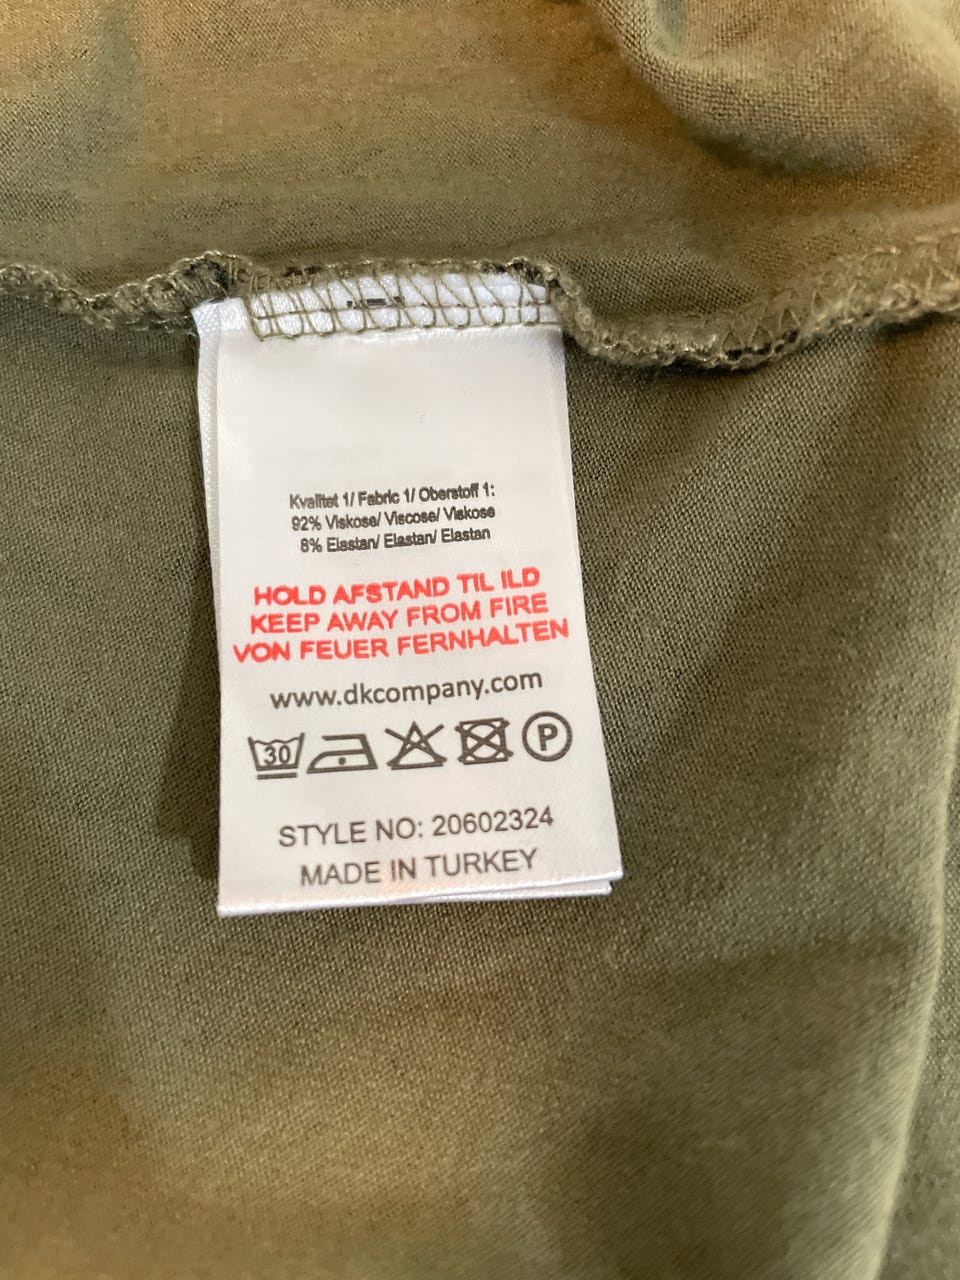 Kvalitet 1/ Fabric 1/ Oberstoff 1:
92% Viskose/ Viscose/ Viskose
8% Elastan/ Elastan/ Elastan
HOLD AFSTAND TIL ILD
KEEP AWAY FROM FIRE
VON FEUER FERNHALTEN
www.dkcompany.com
30 P
STYLE NO: 20602324
MADE IN TURKEY